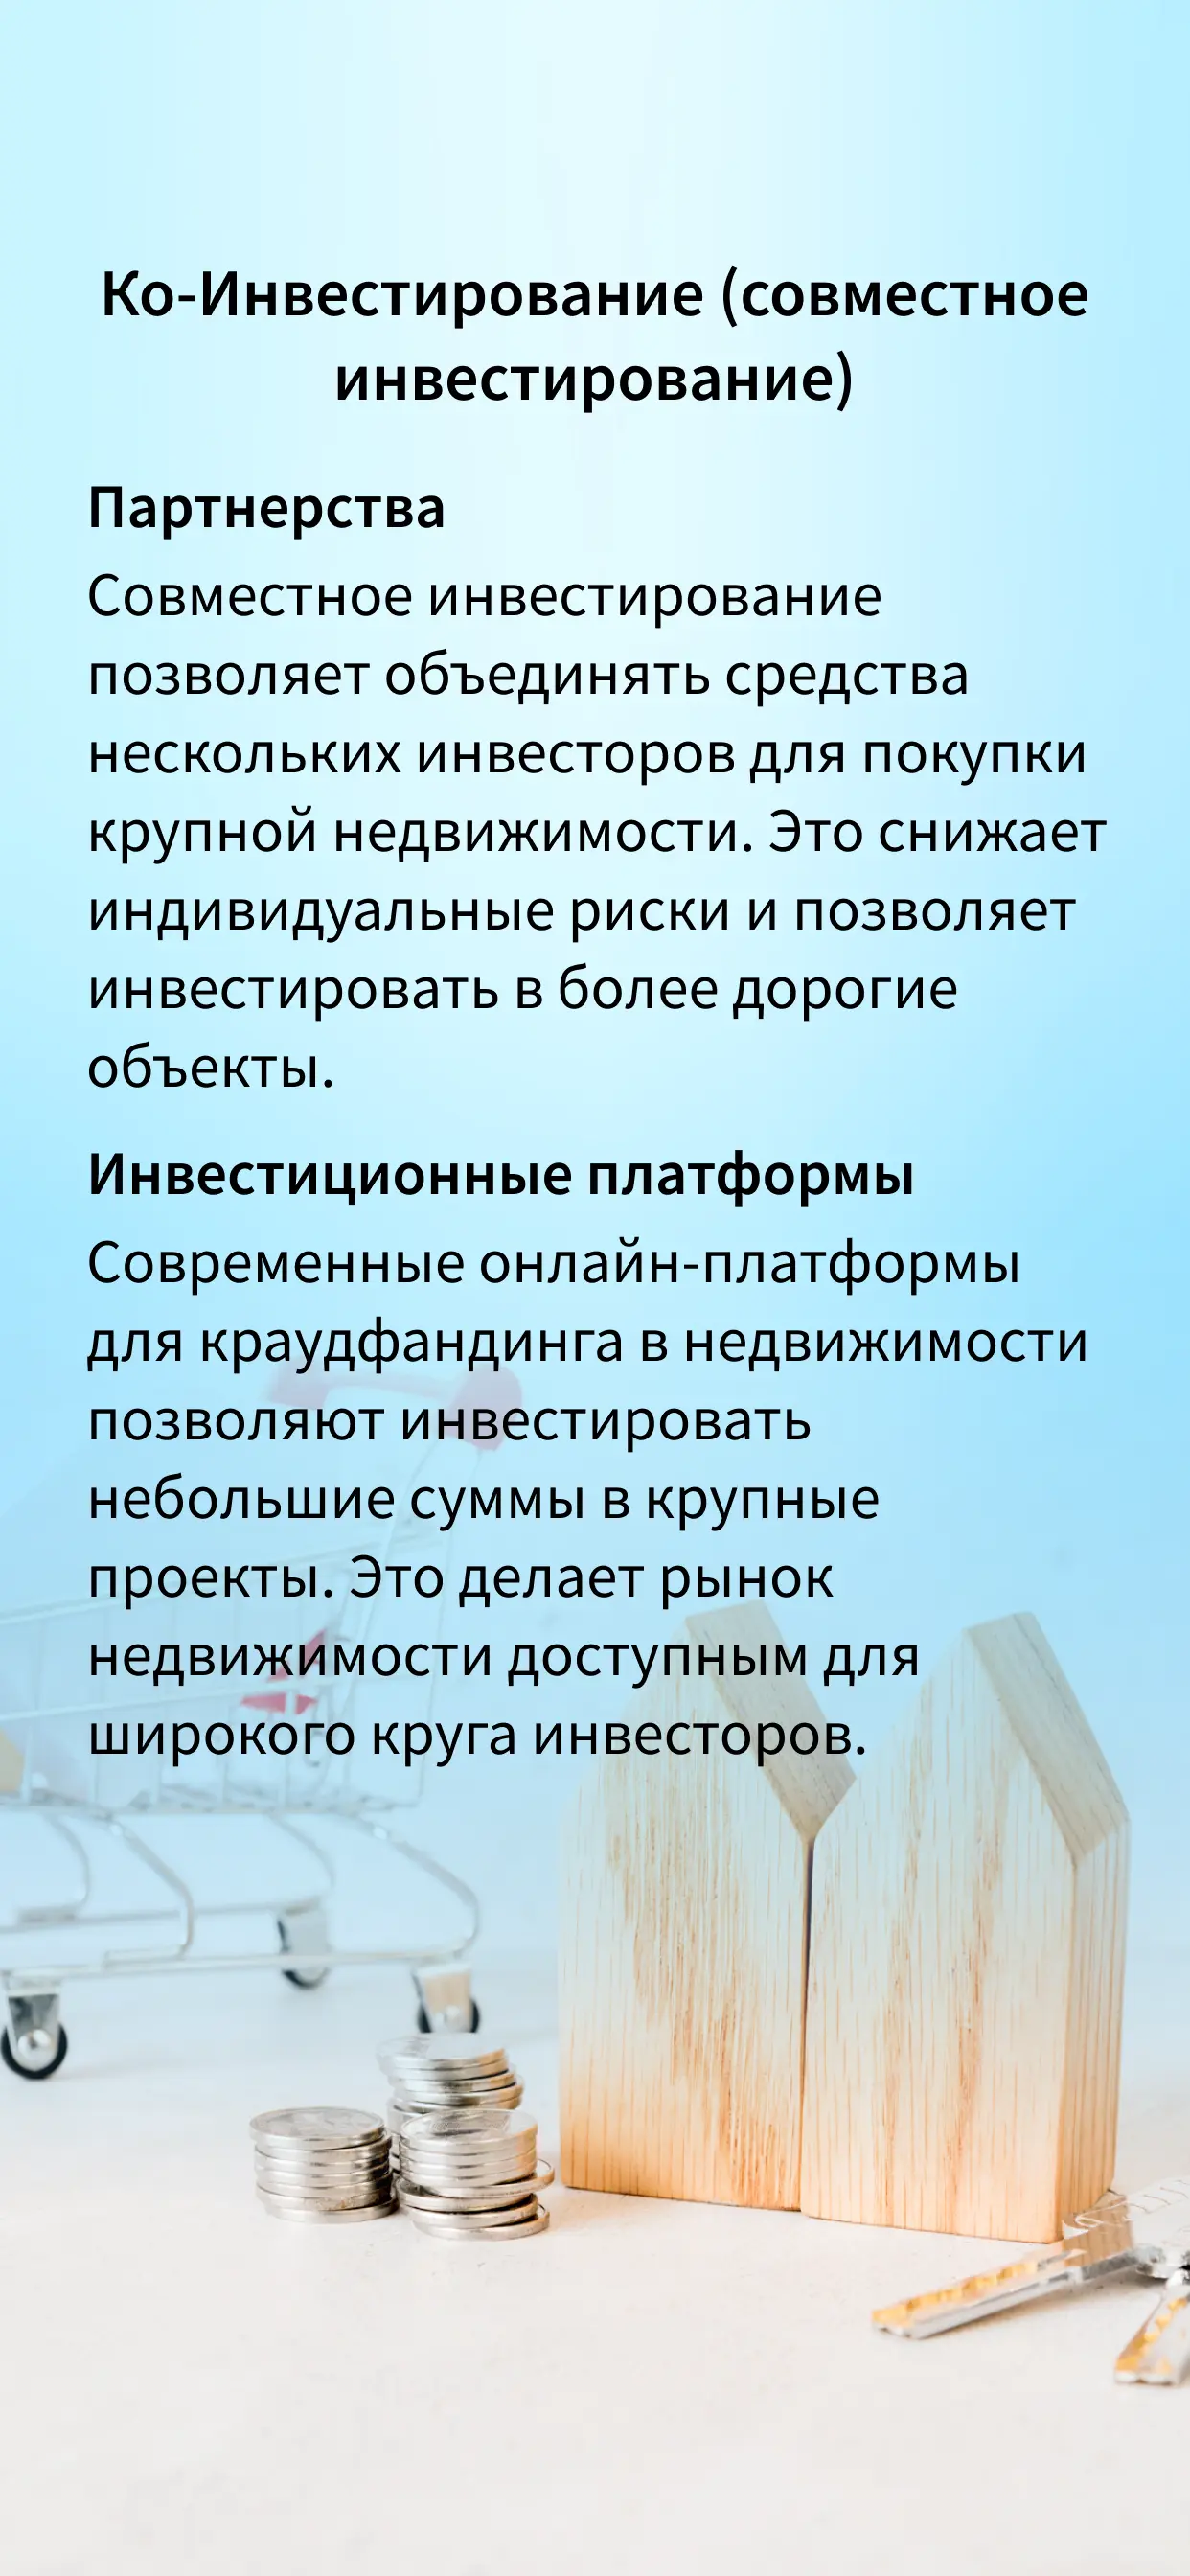 Ко-Инвестирование (совместное
инвестирование)
Партнерства
Совместное инвестирование
позволяет объединять средства
нескольких инвесторов для покупки
крупной недвижимости. Это снижает
индивидуальные риски и позволяет
инвестировать в более дорогие
объекты.
Инвестиционные платформы
Современные онлайн-платформы
для краудфандинга в недвижимости
позволяют инвестировать
небольшие суммы в крупные
проекты. Это делает рынок
недвижимости доступным для
широкого круга инвесторов.